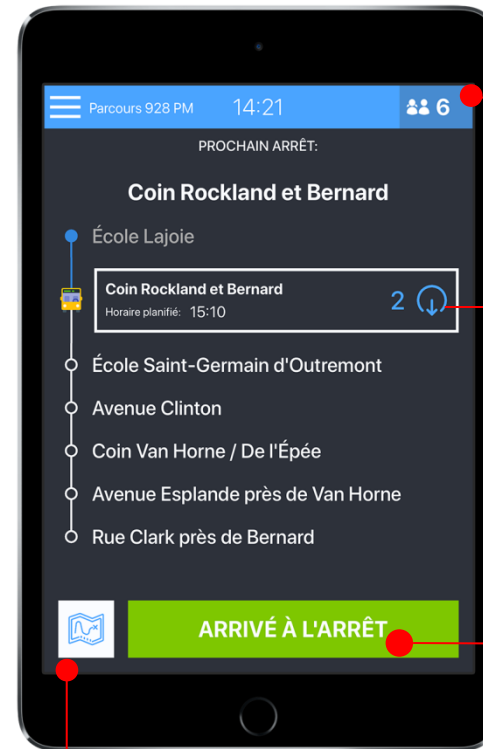 Parcours 928 PM 14:21 6
PROCHAIN ARRÊT:
Coin Rockland et Bernard
École Lajoie
Coin Rockland et Bernard
Horaire planifié: 15:10
2
École Saint-Germain d'Outremont
Avenue Clinton
Coin Van Horne / De l'Épée
Avenue Esplande près de Van Horne
Rue Clark près de Bernard
ARRIVÉ À L'ARRÊT